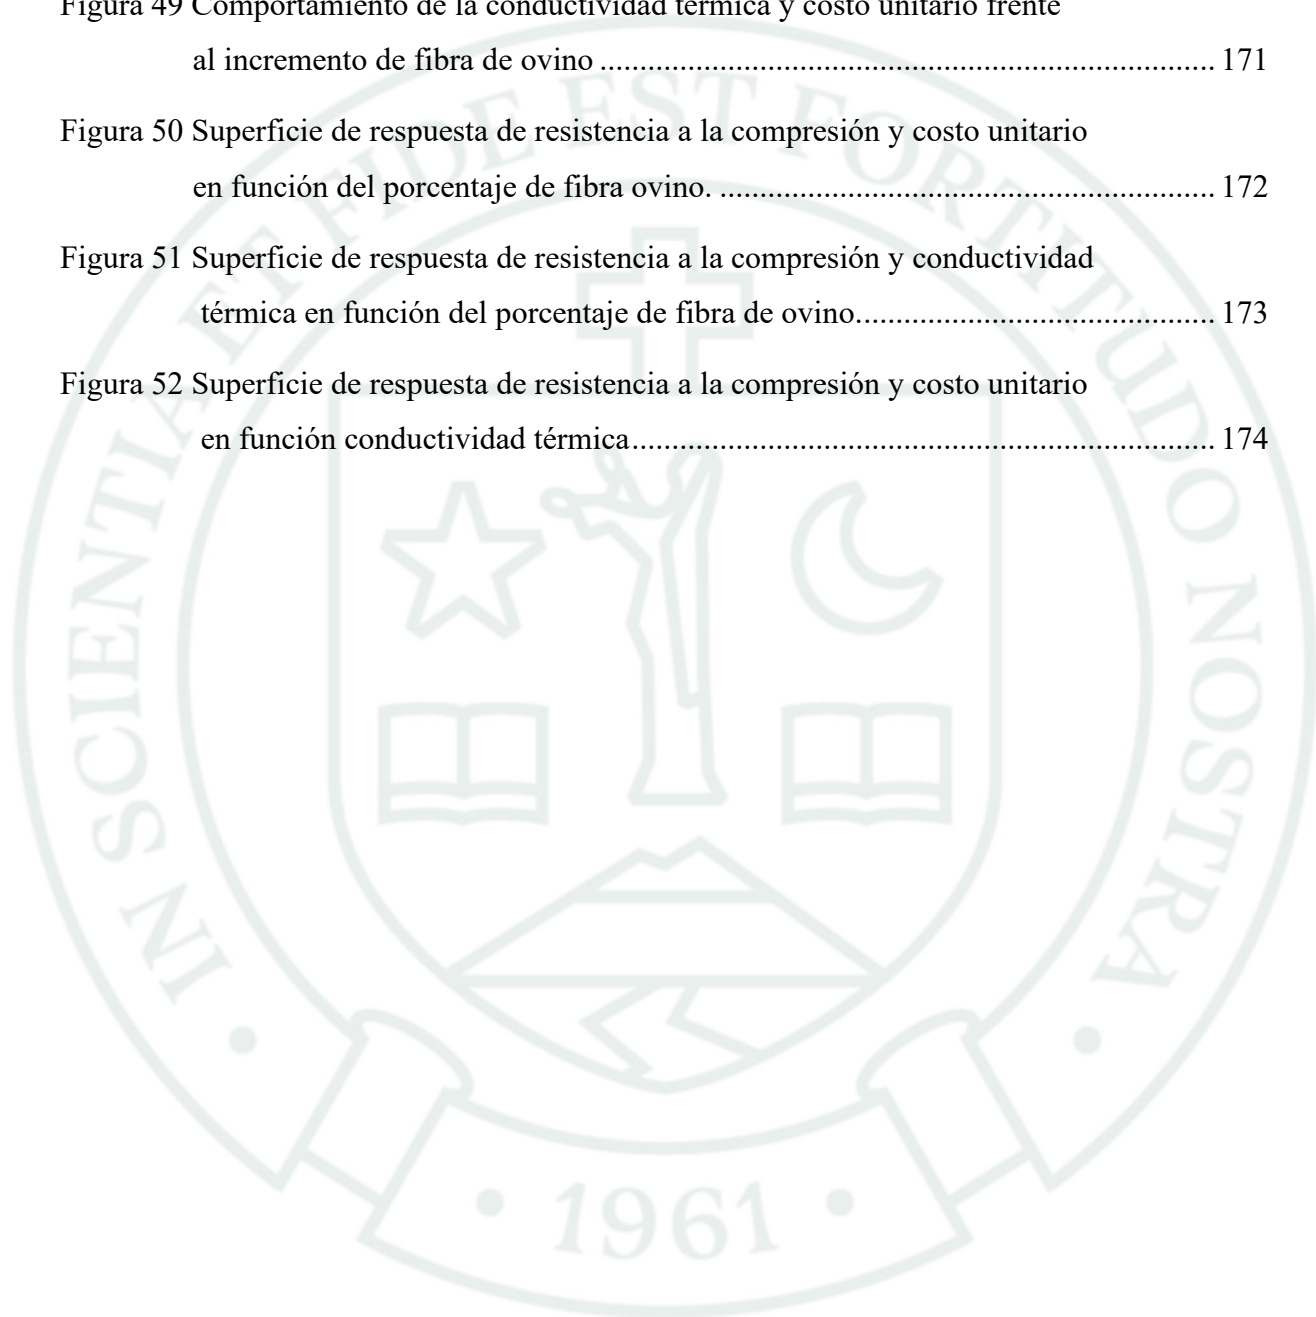 Figura 49 Comportamiento de la conductividad térmica y costo unitario frente
al incremento de fibra de ovino ............................................................................. 171
Figura 50 Superficie de respuesta de resistencia a la compresión y costo unitario
en función del porcentaje de fibra ovino. .............................................................. 172
Figura 51 Superficie de respuesta de resistencia a la compresión y conductividad
térmica en función del porcentaje de fibra de ovino............................................. 173
Figura 52 Superficie de respuesta de resistencia a la compresión y costo unitario
en función conductividad térmica......................................................................... 174
IN SCIENTIA ET FIDE EST FORTITUDO NOSTRA
• 1961 •